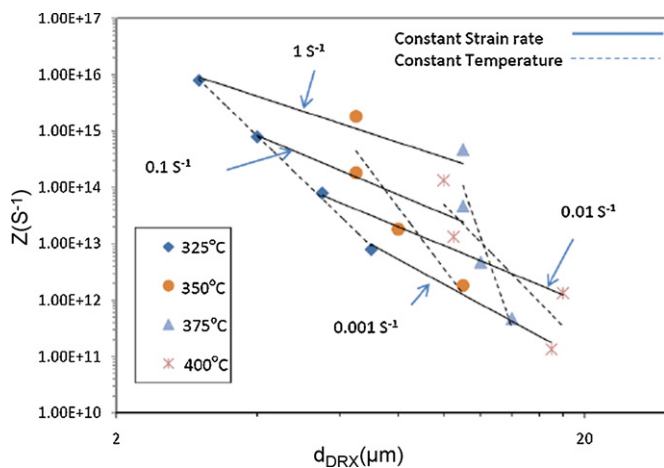 1.00E+17
1.00E+16
1.00E+15
1.00E+14
1.00E+13
1.00E+12
1.00E+11
1.00E+10
Z(S⁻¹)
Constant Strain rate
Constant Temperature
1 S⁻¹
0.1 S⁻¹
0.01 S⁻¹
0.001 S⁻¹
325°C
350°C
375°C
400°C
2
20
d_DRX(µm)